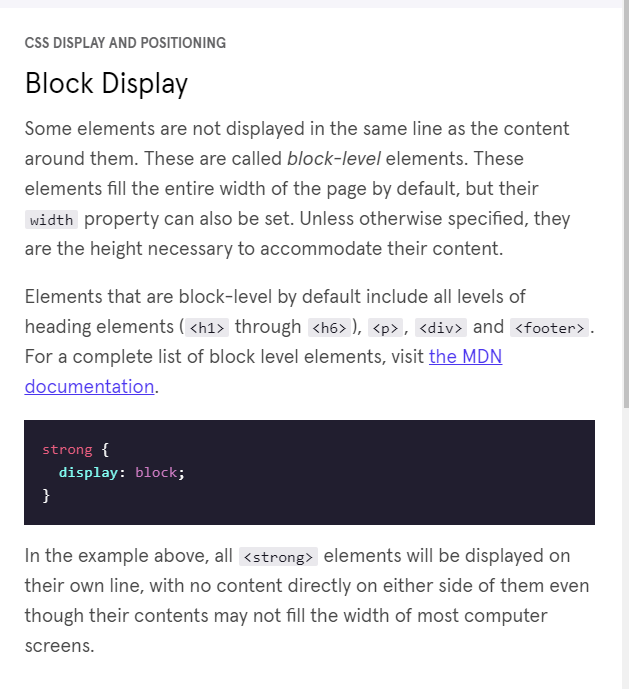 CSS DISPLAY AND POSITIONING
Block Display
Some elements are not displayed in the same line as the content
around them. These are called block-level elements. These
elements fill the entire width of the page by default, but their
width property can also be set. Unless otherwise specified, they
are the height necessary to accommodate their content.
Elements that are block-level by default include all levels of
heading elements (<h1> through <h6>), <p>, <div> and <footer>.
For a complete list of block level elements, visit the MDN
documentation.
strong {
  display: block;
}
In the example above, all <strong> elements will be displayed on
their own line, with no content directly on either side of them even
though their contents may not fill the width of most computer
screens.